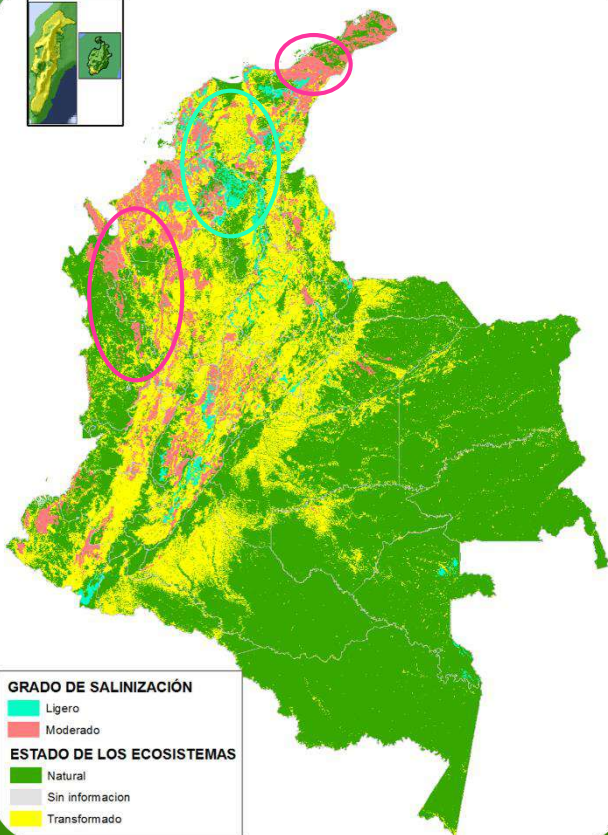 GRADO DE SALINIZACIÓN
Ligero
Moderado
ESTADO DE LOS ECOSISTEMAS
Natural
Sin informacion
Transformado